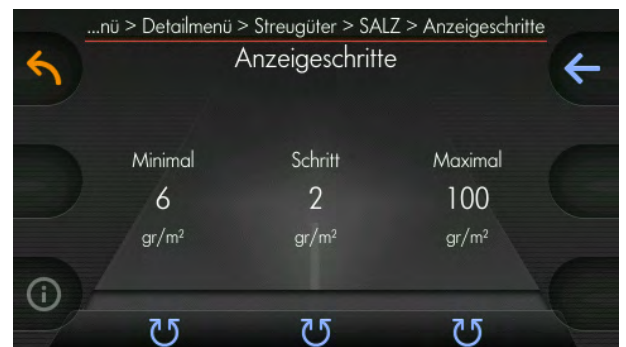 ...nü > Detailmenü > Streugüter > SALZ > Anzeigeschritte
Anzeigeschritte
Minimal Schritt Maximal
6 2 100
gr/m² gr/m² gr/m²